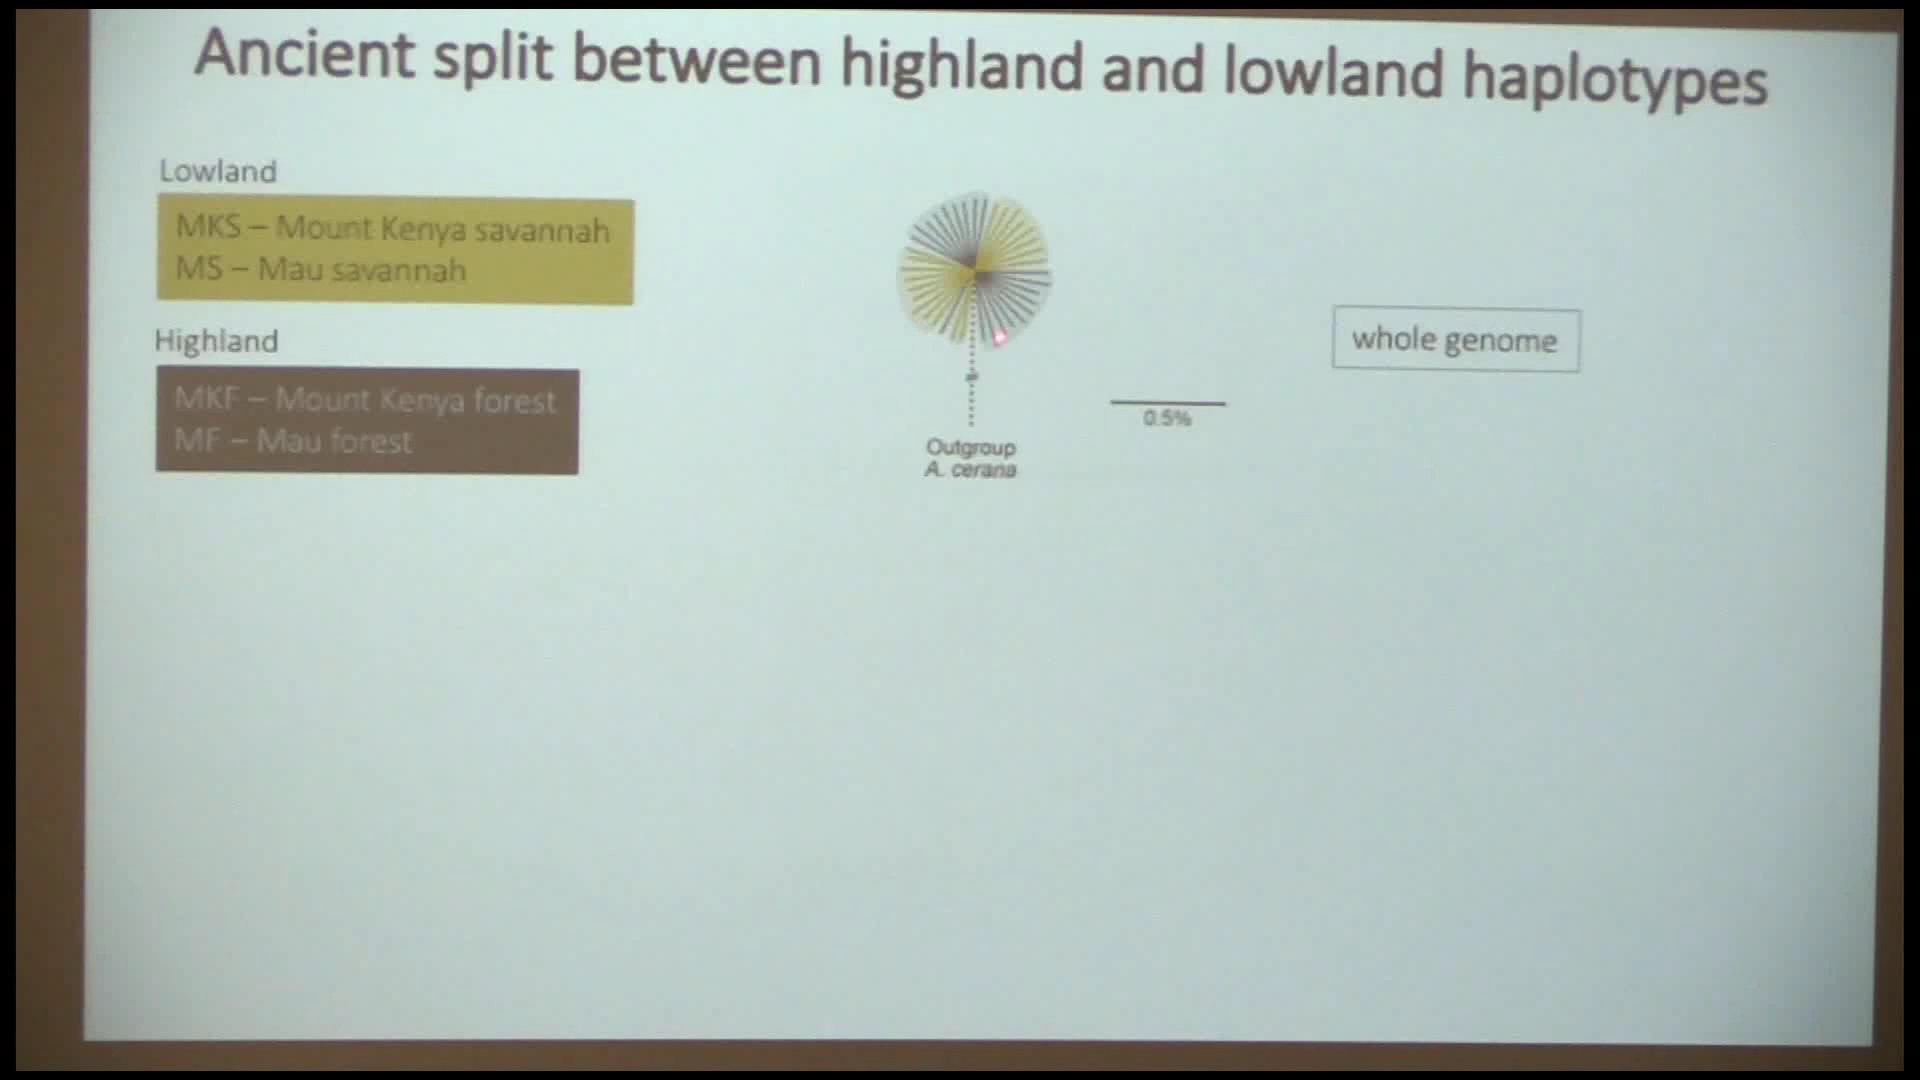 Ancient split between highland and lowland haplotypes
Lowland
MKS – Mount Kenya savannah
MS – Mau savannah
Highland
MKF – Mount Kenya forest
MF – Mau forest
Outgroup
A. cerana
0.5%
whole genome